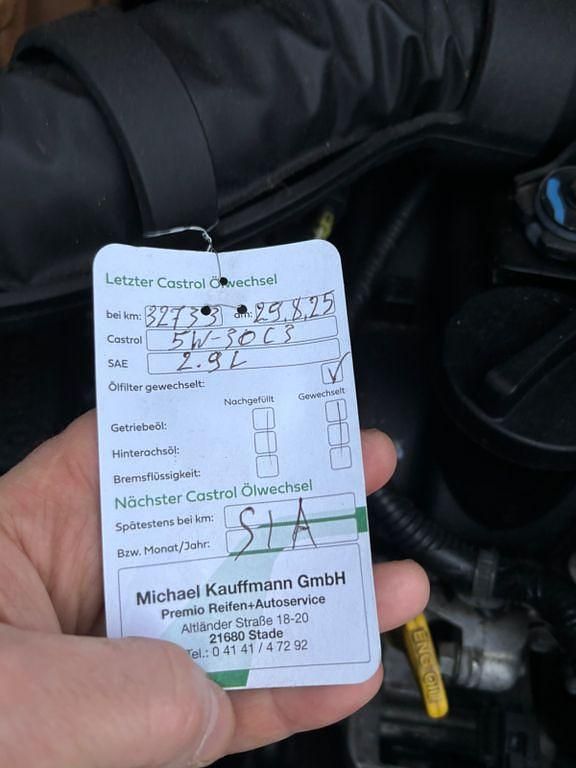 Letzter Castrol Ölwechsel
bei km: 32733 am: 29.8.25
Castrol 5W-30 C3
SAE 2.9L
Ölfilter gewechselt: ✓
Nachgefüllt Gewechselt
Getriebeöl:
Hinterachsöl:
Bremsflüssigkeit:
Nächster Castrol Ölwechsel
Spätestens bei km:
SIA
Bzw. Monat/Jahr:
Michael Kauffmann GmbH
Premio Reifen+Autoservice
Altländer Straße 18-20
21680 Stade
Tel.: 0 41 41 / 4 72 92
ENG OIL